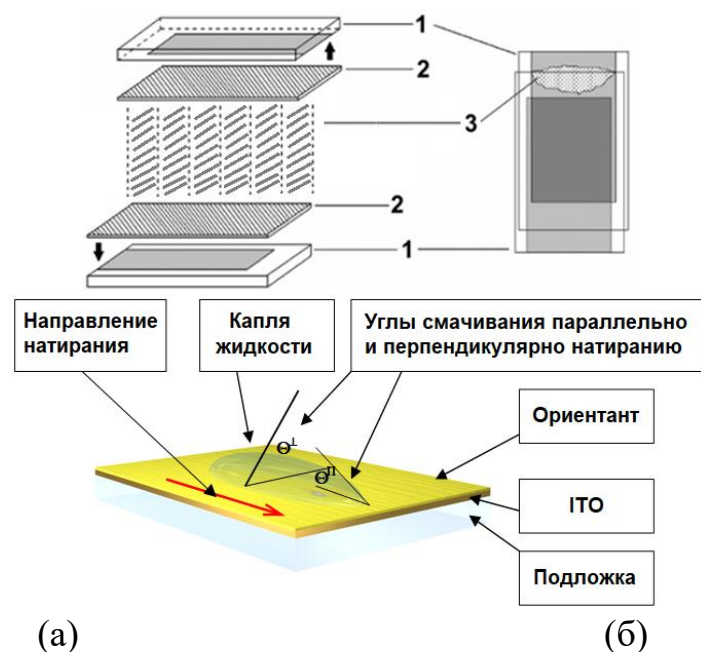 1
2
3
2
1
Направление
натирания
Капля
жидкости
Углы смачивания параллельно
и перпендикулярно натиранию
Ориентант
ITO
Подложка
Θ⊥
Θ
(а)
(б)